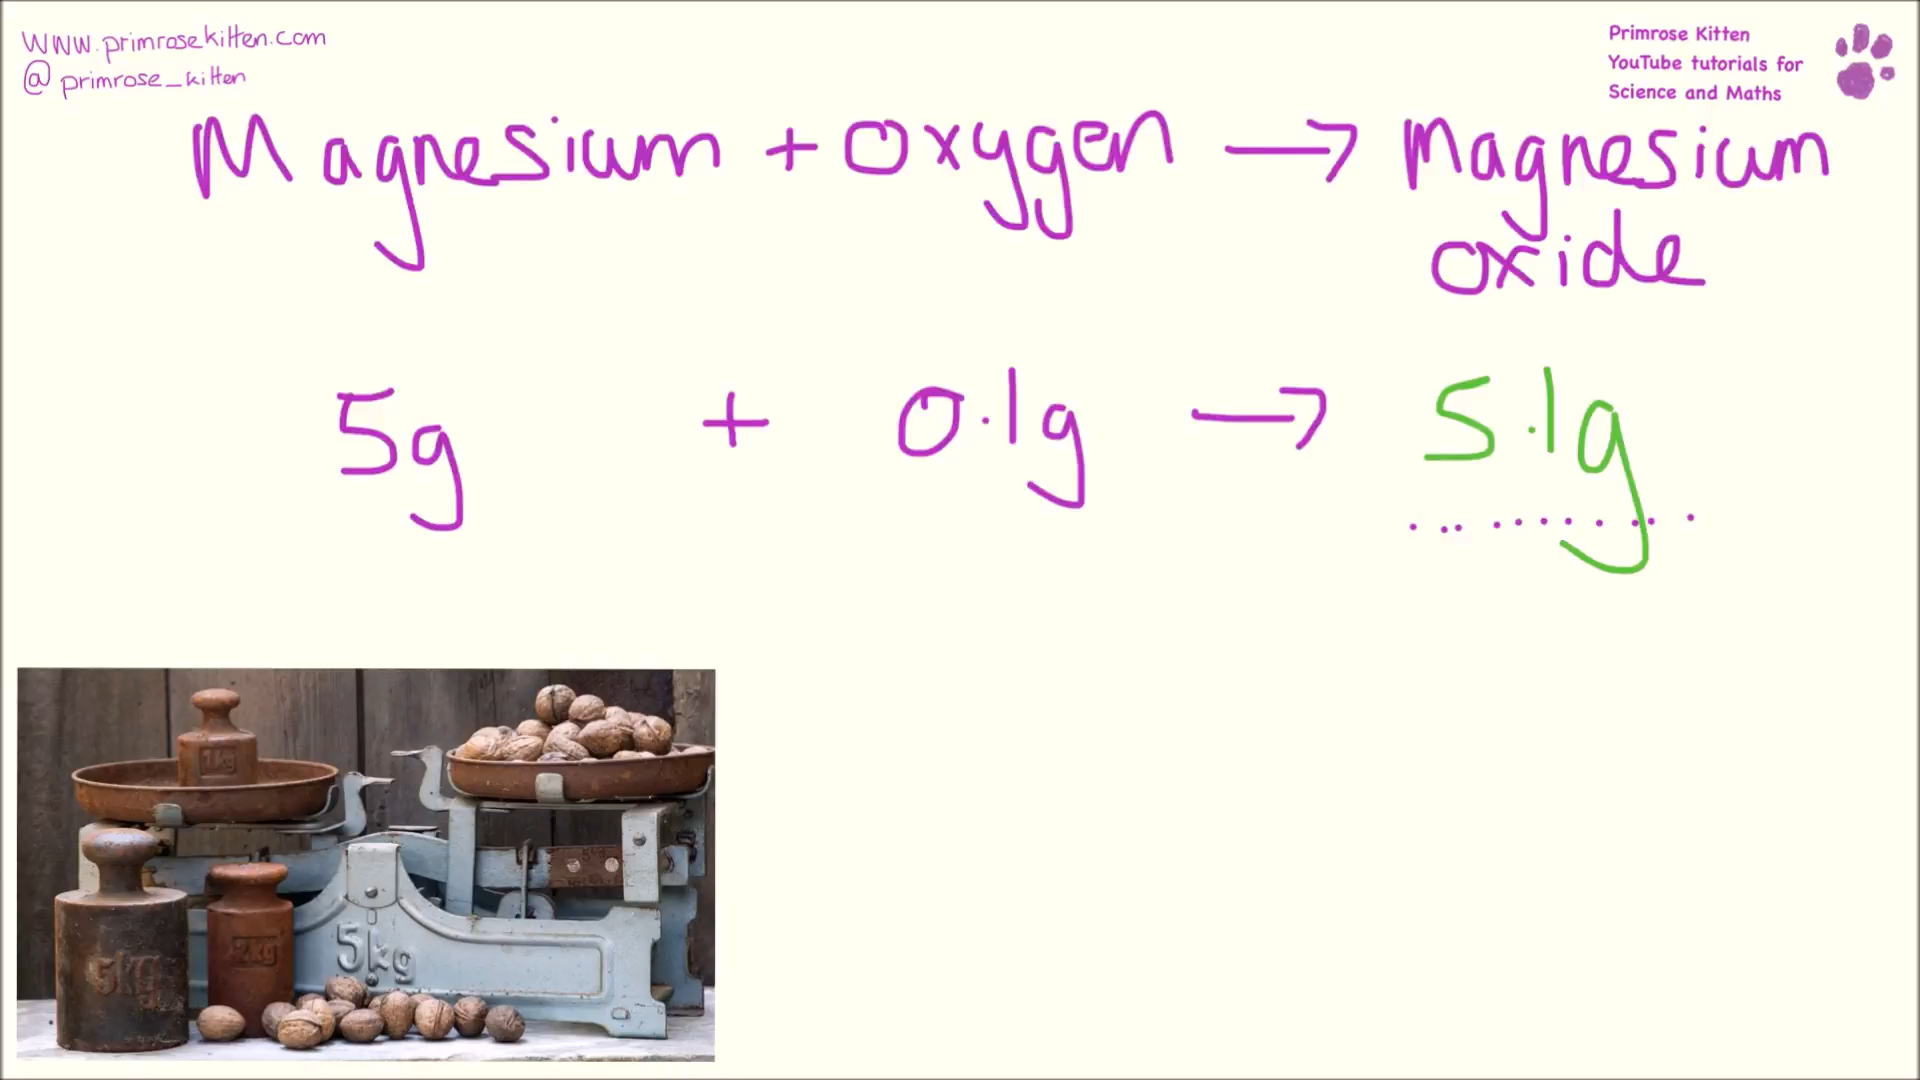 www.primrosekitten.com
@primrose_kitten
Primrose Kitten
YouTube tutorials for
Science and Maths
Magnesium + oxygen → Magnesium
oxide
5g + 0.1g → 5.1g
1kg
5kg
2kg
5kg